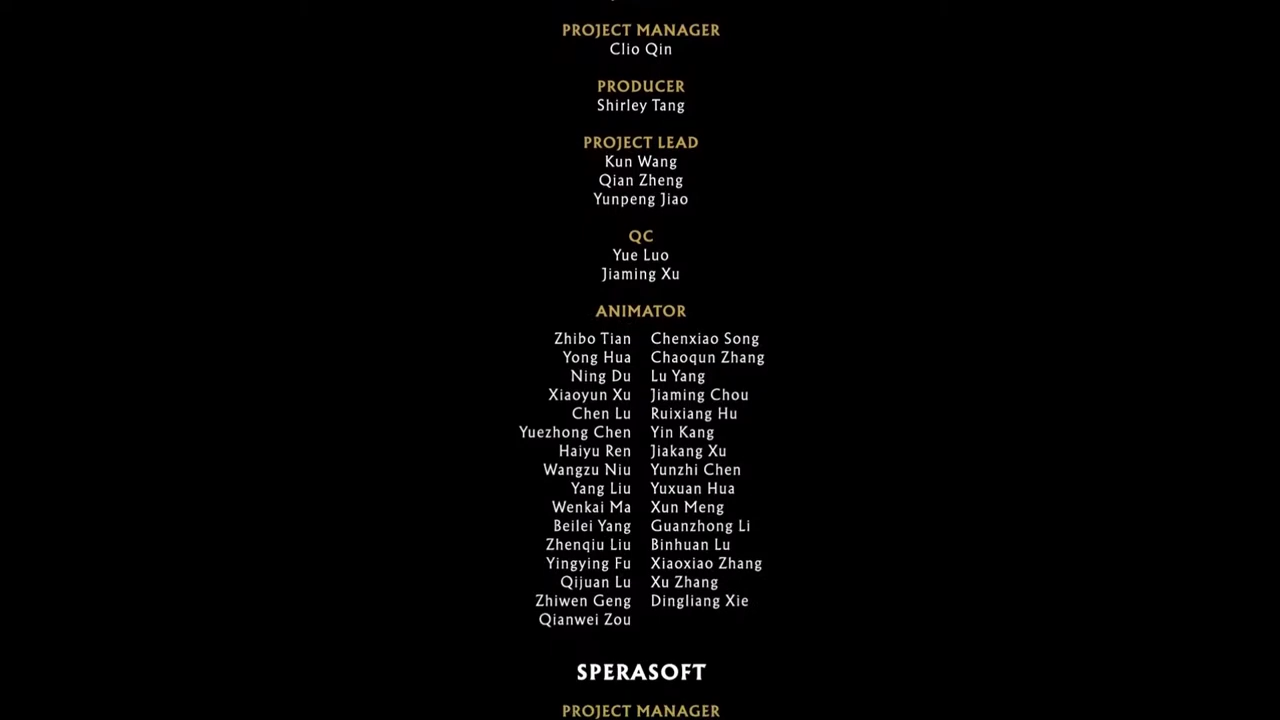 PROJECT MANAGER
Clio Qin
PRODUCER
Shirley Tang
PROJECT LEAD
Kun Wang
Qian Zheng
Yunpeng Jiao
QC
Yue Luo
Jiaming Xu
ANIMATOR
Zhibo Tian Chenxiao Song
Yong Hua Chaoqun Zhang
Ning Du Lu Yang
Xiaoyun Xu Jiaming Chou
Chen Lu Ruixiang Hu
Yuezhong Chen Yin Kang
Haiyu Ren Jiakang Xu
Wangzu Niu Yunzhi Chen
Yang Liu Yuxuan Hua
Wenkai Ma Xun Meng
Beilei Yang Guanzhong Li
Zhenqiu Liu Binhuan Lu
Yingying Fu Xiaoxiao Zhang
Qijuan Lu Xu Zhang
Zhiwen Geng Dingliang Xie
Qianwei Zou
SPERASOFT
PROJECT MANAGER